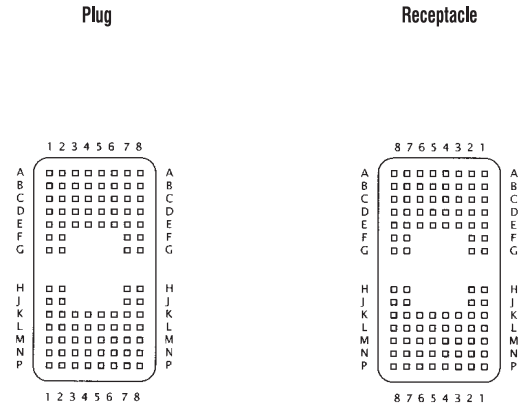 Plug Receptacle
1 2 3 4 5 6 7 8 8 7 6 5 4 3 2 1
A A A A
B B B B
C C C C
D D D D
E E E E
F F F F
G G G G
H H H H
J J J J
K K K K
L L L L
M M M M
N N N N
P P P P
1 2 3 4 5 6 7 8 8 7 6 5 4 3 2 1